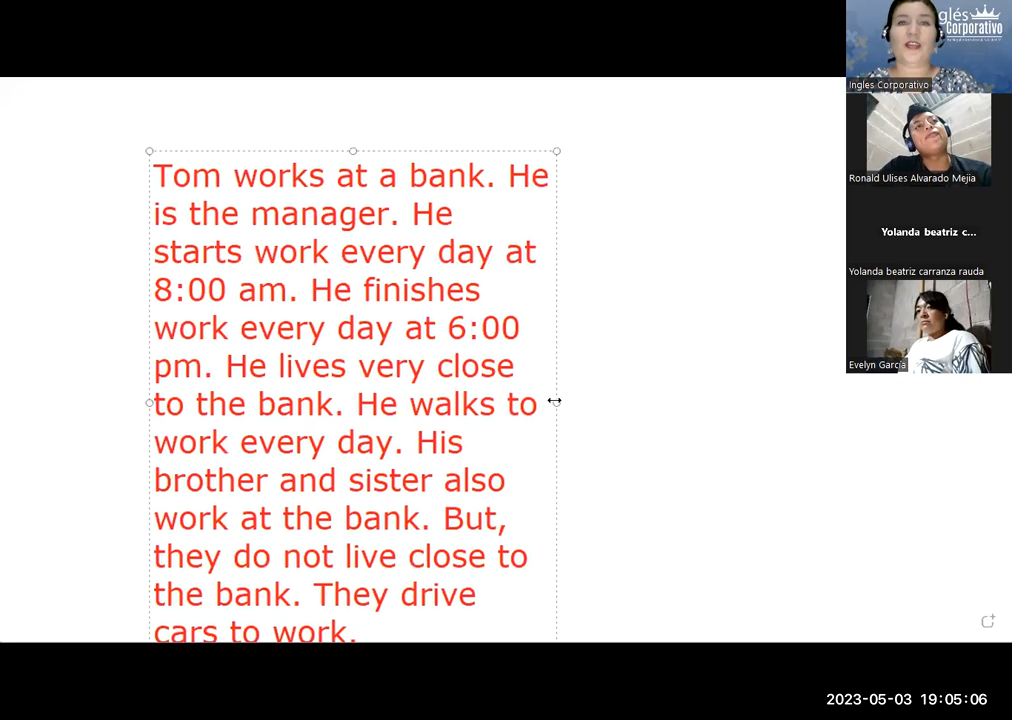 glés
Corporativo
Ingles Corporativo
Ronald Ulises Alvarado Mejia
Yolanda beatriz c...
Yolanda beatriz carranza rauda
Evelyn García
Tom works at a bank. He
is the manager. He
starts work every day at
8:00 am. He finishes
work every day at 6:00
pm. He lives very close
to the bank. He walks to
work every day. His
brother and sister also
work at the bank. But,
they do not live close to
the bank. They drive
cars to work.
2023-05-03 19:05:06